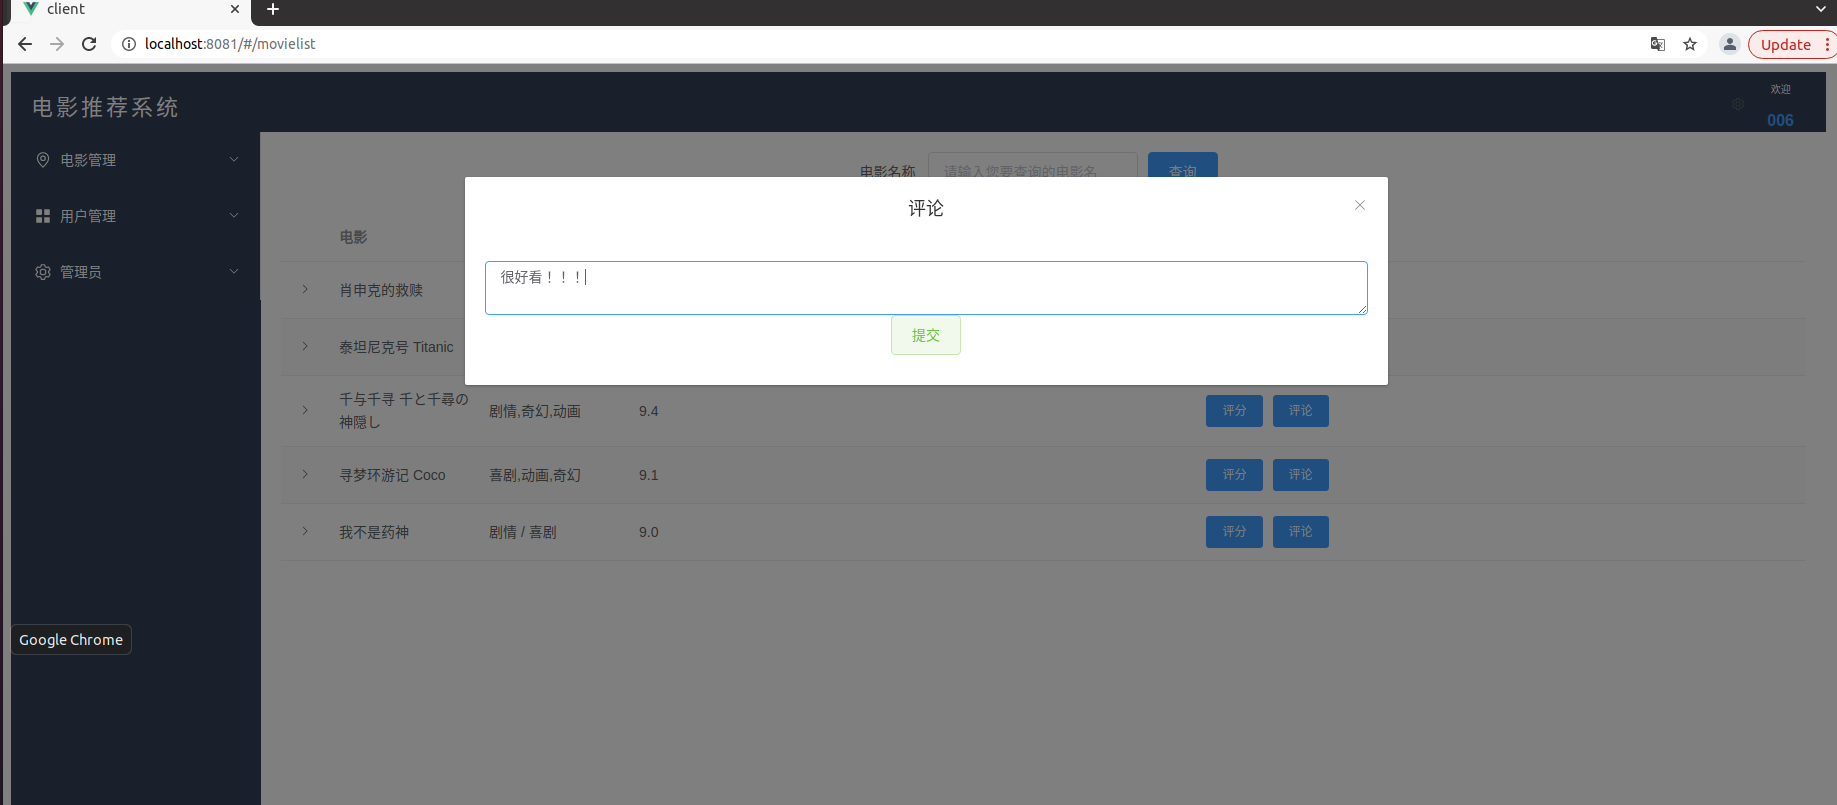 client
localhost:8081/#/movielist
Update
电影推荐系统
欢迎
006
电影管理
用户管理
管理员
电影名称 请输入您要查询的电影名 查询
评论
很好看！！！
提交
电影
肖申克的救赎
泰坦尼克号 Titanic
千与千寻 千と千尋の
神隠し
剧情,奇幻,动画 9.4 评分 评论
寻梦环游记 Coco 喜剧,动画,奇幻 9.1 评分 评论
我不是药神 剧情 / 喜剧 9.0 评分 评论
Google Chrome